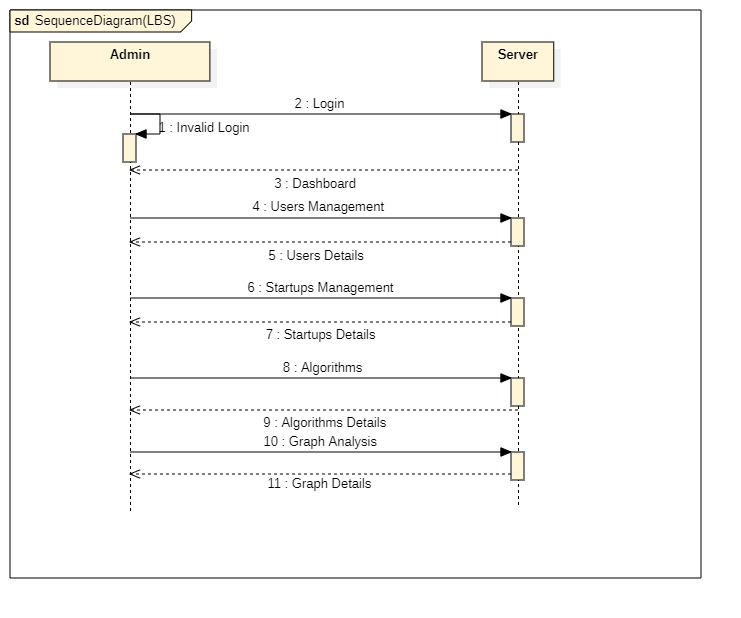 sd SequenceDiagram(LBS)
Admin
Server
2 : Login
1 : Invalid Login
3 : Dashboard
4 : Users Management
5 : Users Details
6 : Startups Management
7 : Startups Details
8 : Algorithms
9 : Algorithms Details
10 : Graph Analysis
11 : Graph Details